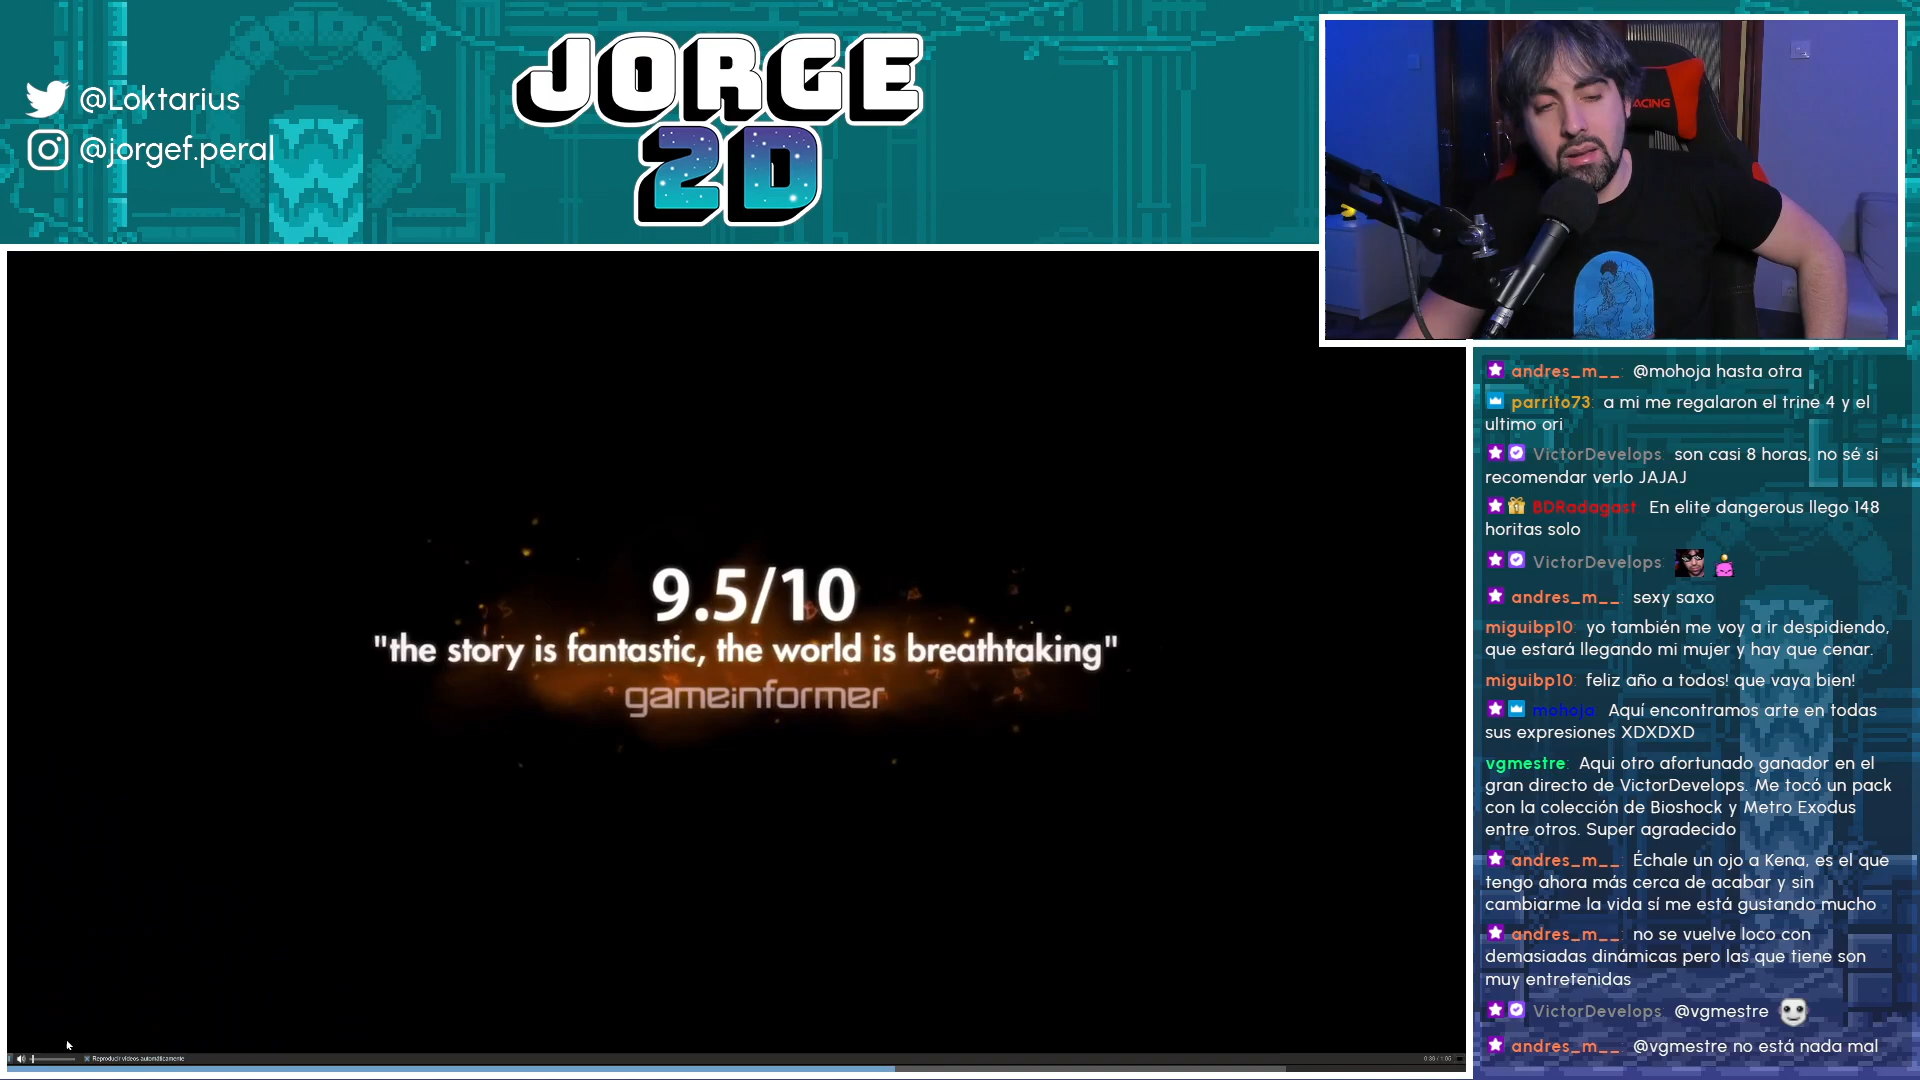 @Loktarius
@jorgef.peral
JORGE
2D
ACING
9.5/10
"the story is fantastic, the world is breathtaking"
gameinformer
Reproducir vídeos automáticamente
andres_m__: @mohoja hasta otra
parrito73: a mi me regalaron el trine 4 y el
ultimo ori
VictorDevelops: son casi 8 horas, no sé si
recomendar verlo JAJAJ
BDRadagast: En elite dangerous llego 148
horitas solo
VictorDevelops:
andres_m__: sexy saxo
miguibp10: yo también me voy a ir despidiendo,
que estará llegando mi mujer y hay que cenar.
miguibp10: feliz año a todos! que vaya bien!
mohoja: Aquí encontramos arte en todas
sus expresiones XDXDXD
vgmestre: Aqui otro afortunado ganador en el
gran directo de VictorDevelops. Me tocó un pack
con la colección de Bioshock y Metro Exodus
entre otros. Super agradecido
andres_m__: Échale un ojo a Kena, es el que
tengo ahora más cerca de acabar y sin
cambiarme la vida sí me está gustando mucho
andres_m__: no se vuelve loco con
demasiadas dinámicas pero las que tiene son
muy entretenidas
VictorDevelops: @vgmestre
andres_m__: @vgmestre no está nada mal